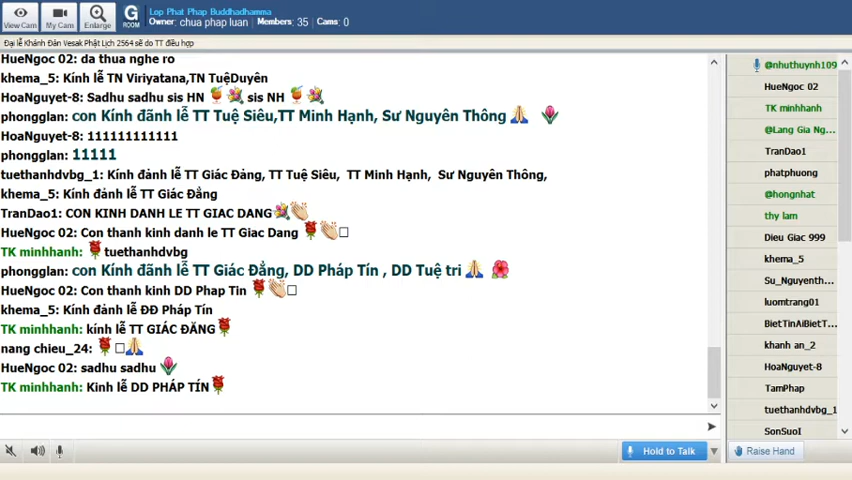 View Cam
My Cam
Enlarge
G
ROOM
Lop Phat Phap Buddhadhamma
Owner: chua phap luan Members: 35 Cams: 0
Đại lễ Khánh Đản Vesak Phật Lịch 2564 sẽ do TT điều hợp
HueNgoc 02: da thua nghe ro
khema_5: Kính lễ TN Viriyatana,TN TuệDuyên
HoaNguyet-8: Sadhu sadhu sis HN sis NH
phongglan: con Kính đãnh lễ TT Tuệ Siêu,TT Minh Hạnh, Sư Nguyên Thông
HoaNguyet-8: 111111111111
phongglan: 11111
tuethanhdvbg_1: Kính đảnh lễ TT Giác Đảng, TT Tuệ Siêu, TT Minh Hạnh, Sư Nguyên Thông,
khema_5: Kính đảnh lễ TT Giác Đẳng
TranDao1: CON KINH DANH LE TT GIAC DANG
HueNgoc 02: Con thanh kinh danh le TT Giac Dang
TK minhhanh: tuethanhdvbg
phongglan: con Kính đãnh lễ TT Giác Đẳng, DD Pháp Tín , DD Tuệ tri
HueNgoc 02: Con thanh kinh DD Phap Tin
khema_5: Kính đảnh lễ ĐĐ Pháp Tín
TK minhhanh: kính lễ TT GIÁC ĐĂNG
nang chieu_24:
HueNgoc 02: sadhu sadhu
TK minhhanh: Kinh lễ DD PHÁP TÍN
Hold to Talk
@nhuthuynh109
HueNgoc 02
TK minhhanh
@Lang Gia Ng...
TranDao1
phatphuong
@hongnhat
thy lam
Dieu Giac 999
khema_5
Su_Nguyenth...
luomtrang01
BietTinAiBietT...
khanh an_2
HoaNguyet-8
TamPhap
tuethanhdvbg_1
SonSuoI
Raise Hand